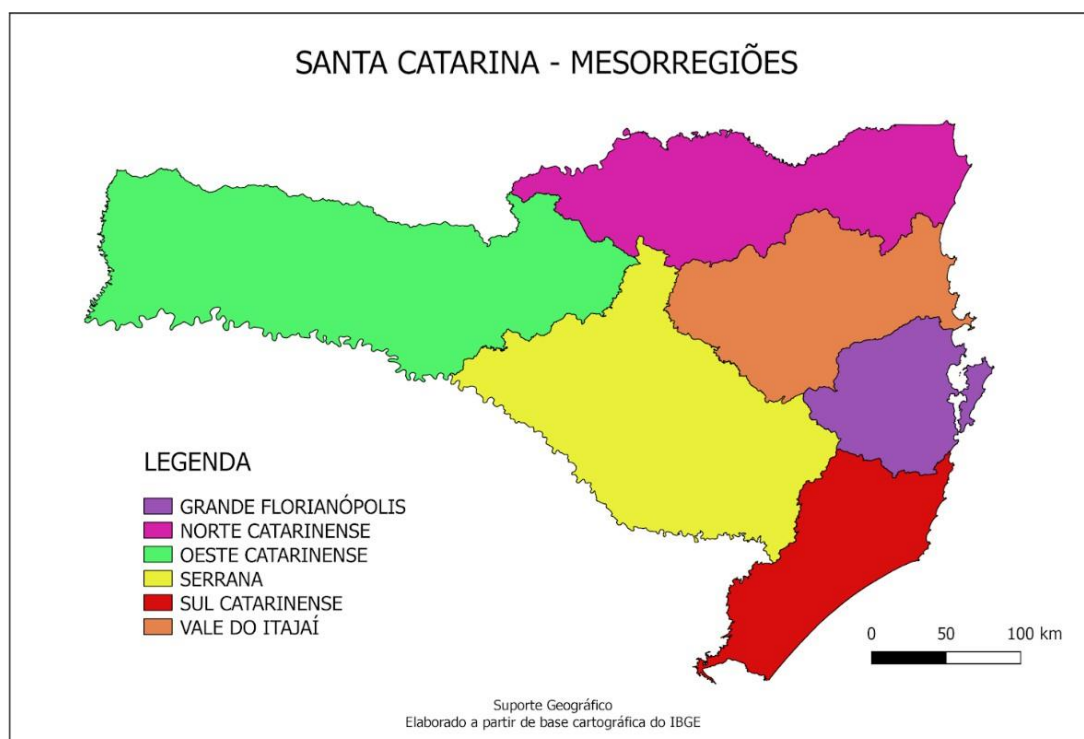 SANTA CATARINA - MESORREGIÕES
LEGENDA
GRANDE FLORIANÓPOLIS
NORTE CATARINENSE
OESTE CATARINENSE
SERRANA
SUL CATARINENSE
VALE DO ITAJAÍ
0 50 100 km
Suporte Geográfico
Elaborado a partir de base cartográfica do IBGE